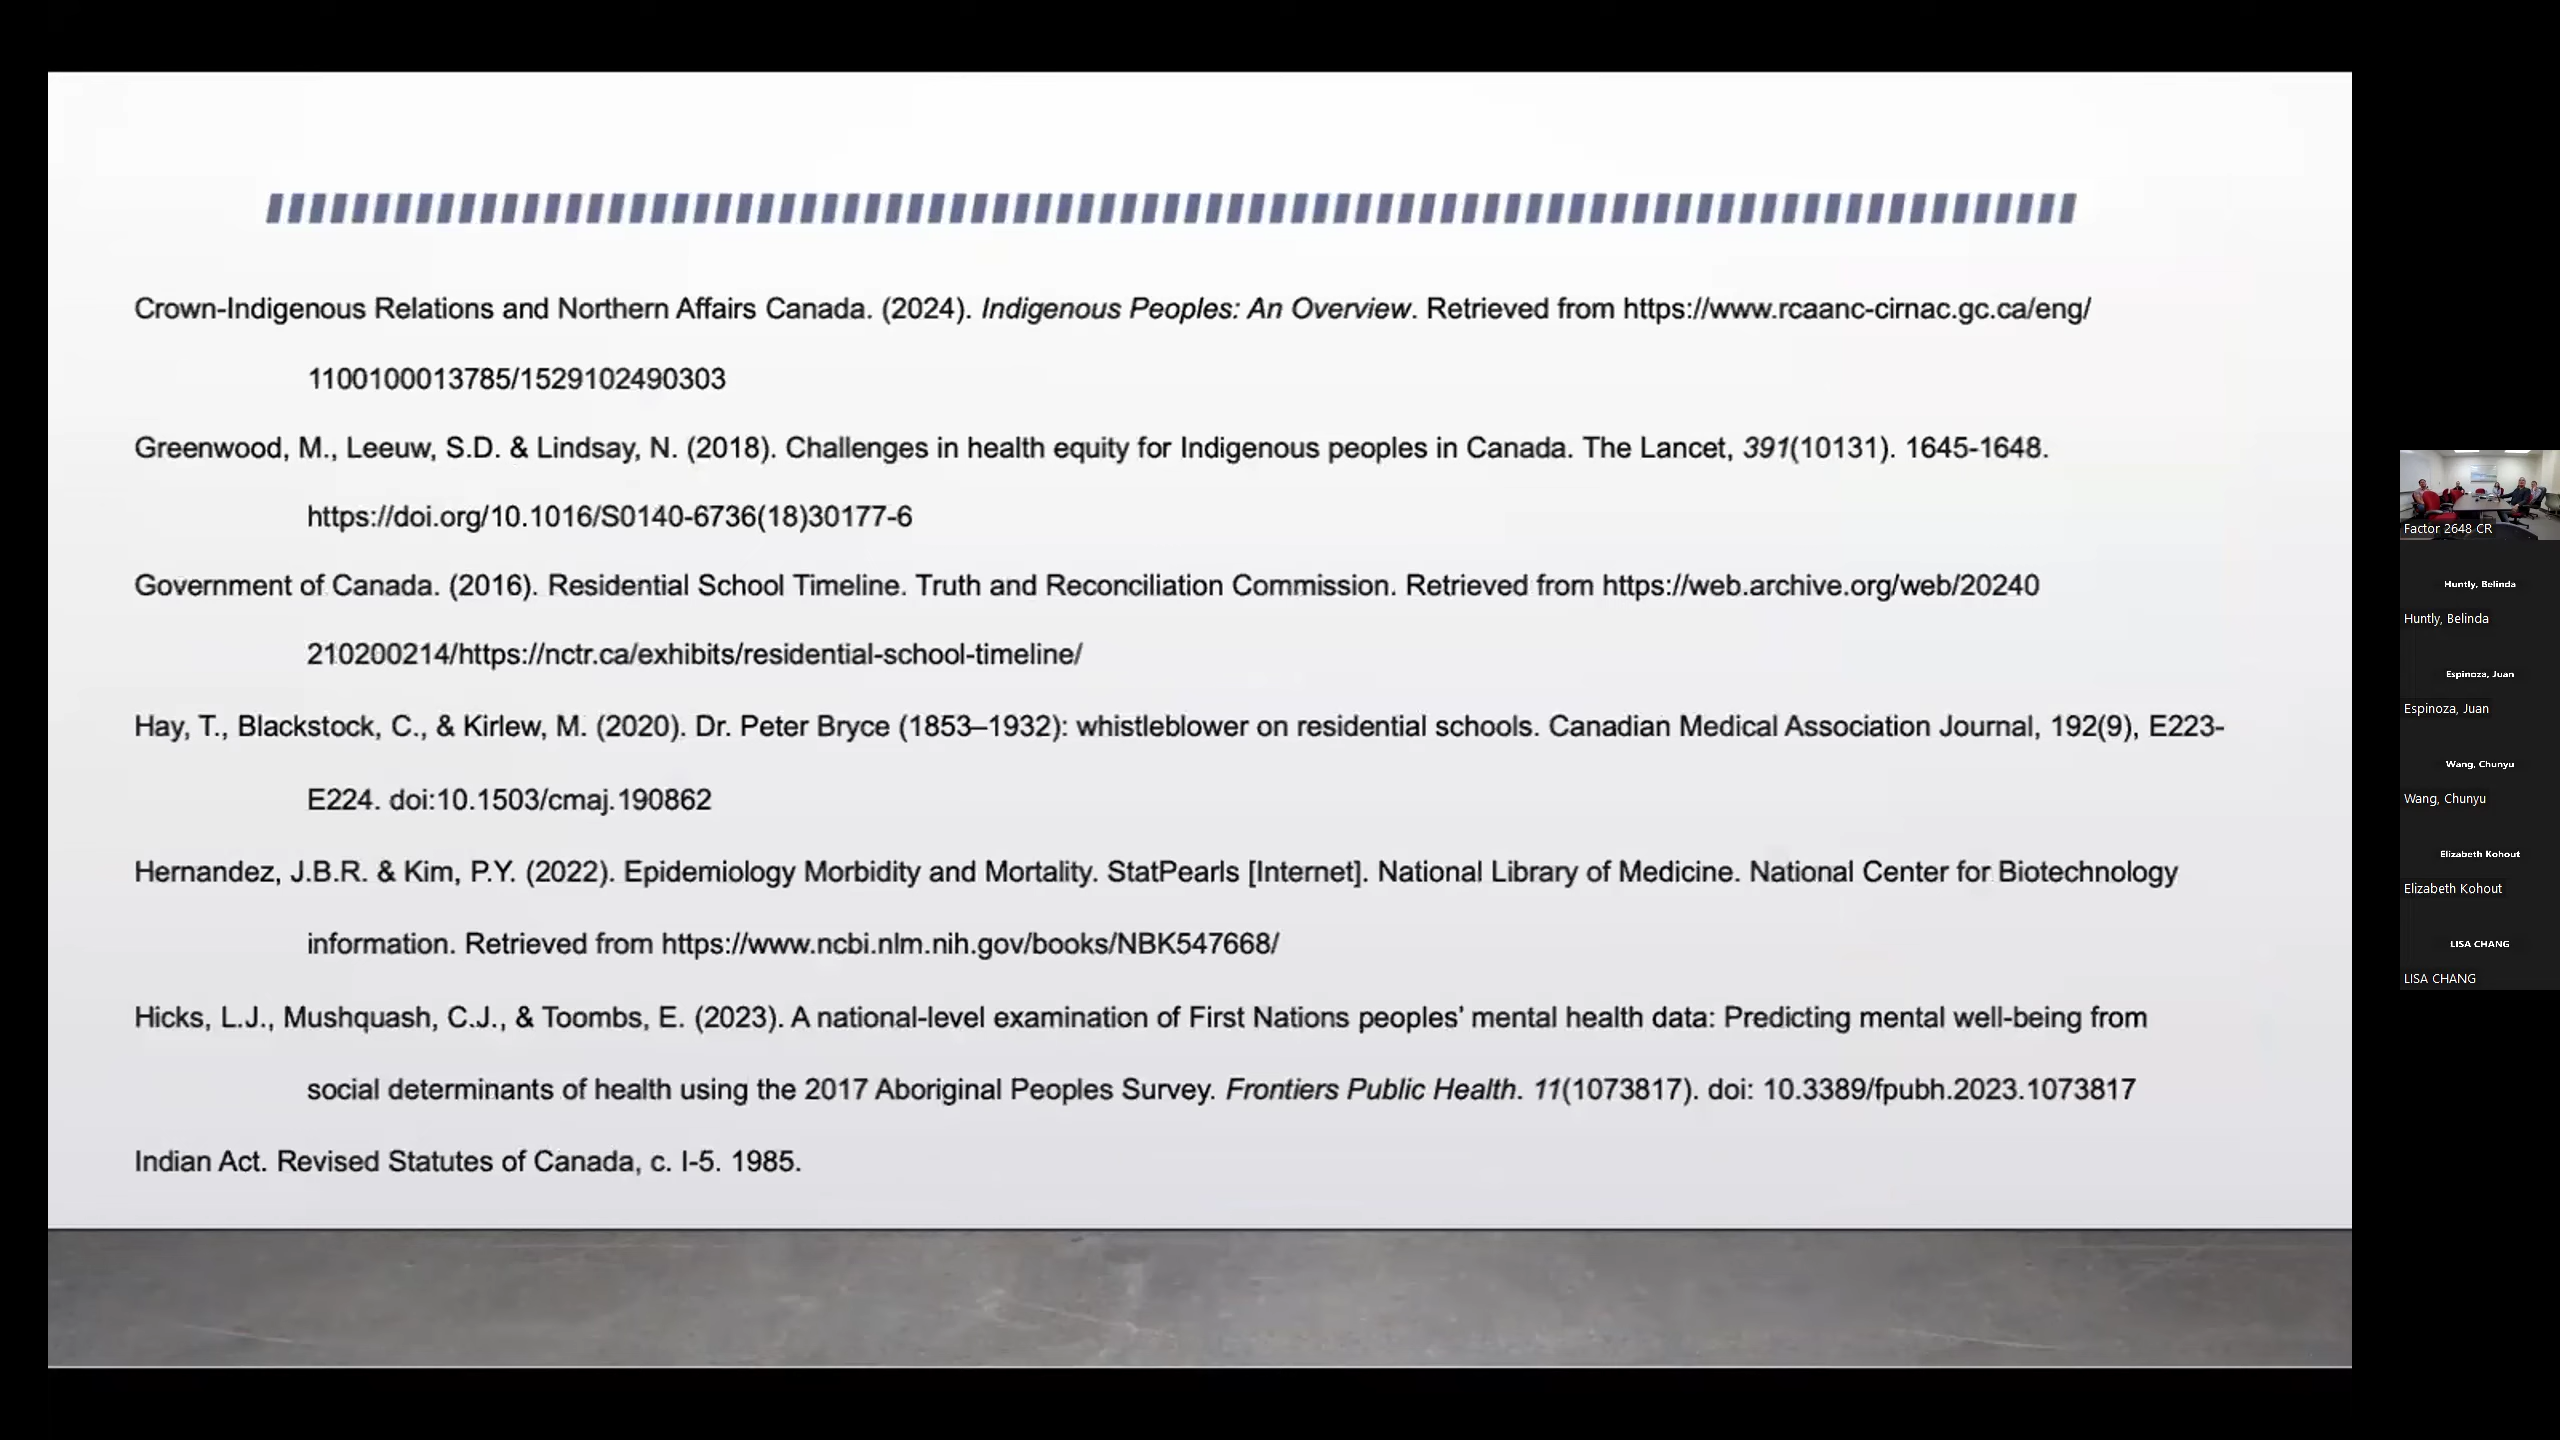 Crown-Indigenous Relations and Northern Affairs Canada. (2024). Indigenous Peoples: An Overview. Retrieved from https://www.rcaanc-cirnac.gc.ca/eng/
1100100013785/1529102490303
Greenwood, M., Leeuw, S.D. & Lindsay, N. (2018). Challenges in health equity for Indigenous peoples in Canada. The Lancet, 391(10131). 1645-1648.
https://doi.org/10.1016/S0140-6736(18)30177-6
Government of Canada. (2016). Residential School Timeline. Truth and Reconciliation Commission. Retrieved from https://web.archive.org/web/20240
210200214/https://nctr.ca/exhibits/residential-school-timeline/
Hay, T., Blackstock, C., & Kirlew, M. (2020). Dr. Peter Bryce (1853–1932): whistleblower on residential schools. Canadian Medical Association Journal, 192(9), E223-
E224. doi:10.1503/cmaj.190862
Hernandez, J.B.R. & Kim, P.Y. (2022). Epidemiology Morbidity and Mortality. StatPearls [Internet]. National Library of Medicine. National Center for Biotechnology
information. Retrieved from https://www.ncbi.nlm.nih.gov/books/NBK547668/
Hicks, L.J., Mushquash, C.J., & Toombs, E. (2023). A national-level examination of First Nations peoples’ mental health data: Predicting mental well-being from
social determinants of health using the 2017 Aboriginal Peoples Survey. Frontiers Public Health. 11(1073817). doi: 10.3389/fpubh.2023.1073817
Indian Act. Revised Statutes of Canada, c. I-5. 1985.
Factor 2648 CR
Huntly, Belinda
Huntly, Belinda
Espinoza, Juan
Espinoza, Juan
Wang, Chunyu
Wang, Chunyu
Elizabeth Kohout
Elizabeth Kohout
LISA CHANG
LISA CHANG